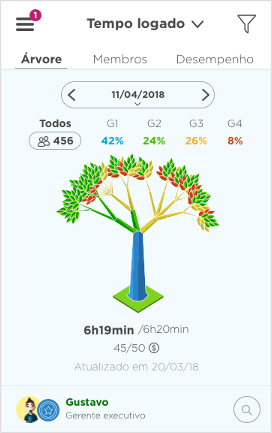 1
Tempo logado
Árvore Membros Desempenho
11/04/2018
Todos G1 G2 G3 G4
456 42% 24% 26% 8%
6h19min /6h20min
45/50 $
Atualizado em 20/03/18
Gustavo
Gerente executivo